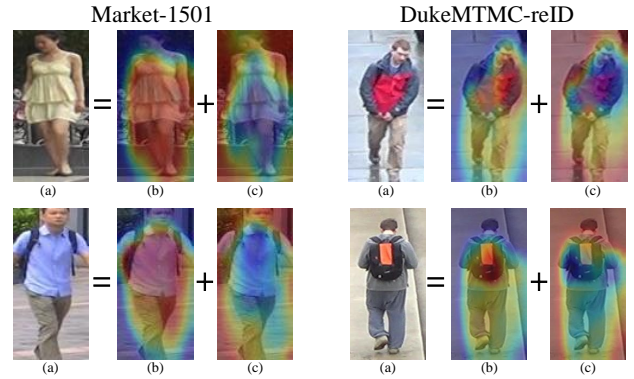 Market-1501 DukeMTMC-reID
= + = +
(a) (b) (c) (a) (b) (c)
= + = +
(a) (b) (c) (a) (b) (c)